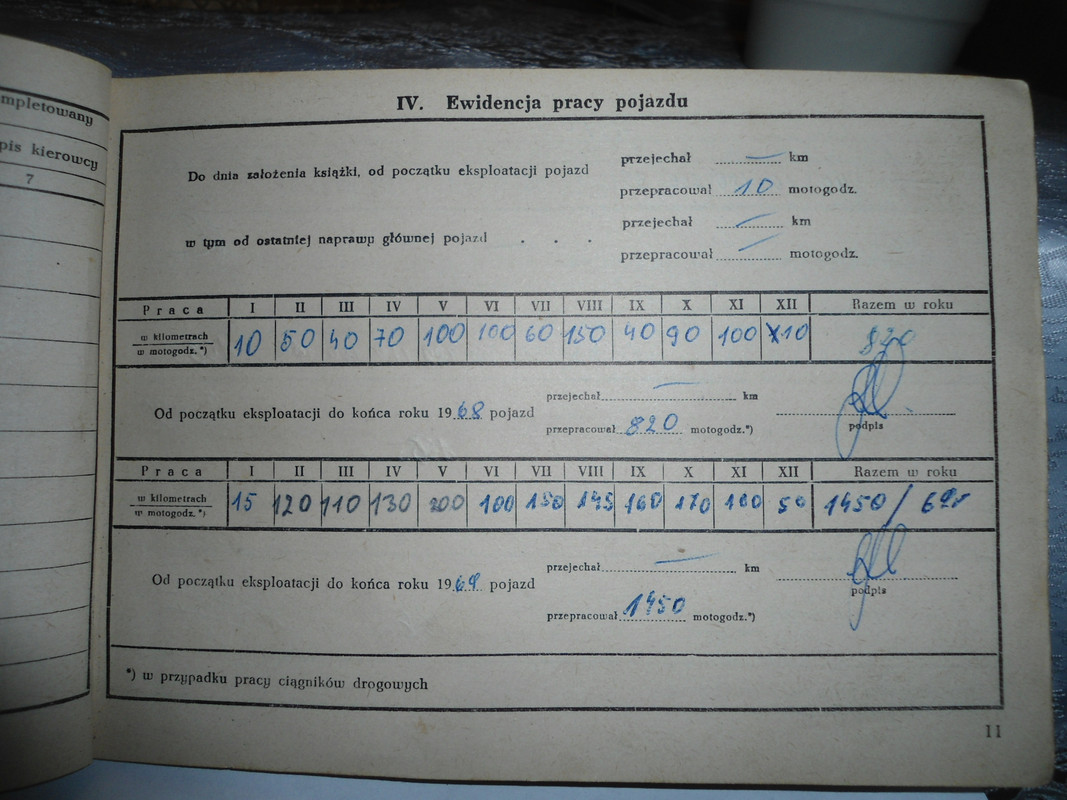 mpletowany
pis kierowcy
7
IV. Ewidencja pracy pojazdu
Do dnia założenia książki, od początku eksploatacji pojazd
przejechał — km
przepracował 10 motogodz.
w tym od ostatniej naprawy głównej pojazd . . .
przejechał — km
przepracował — motogodz.
Praca I II III IV V VI VII VIII IX X XI XII Razem w roku
w kilometrach
w motogodz. *)
10 50 40 70 100 100 60 150 40 90 100 10 820
Od początku eksploatacji do końca roku 1968 pojazd
przejechał — km
przepracował 820 motogodz.*)
podpis
Praca I II III IV V VI VII VIII IX X XI XII Razem w roku
w kilometrach
w motogodz. *)
15 120 110 130 200 100 150 145 160 170 100 50 1450 /
Od początku eksploatacji do końca roku 1969 pojazd
przejechał — km
przepracował 1450 motogodz.*)
podpis
*) w przypadku pracy ciągników drogowych
11